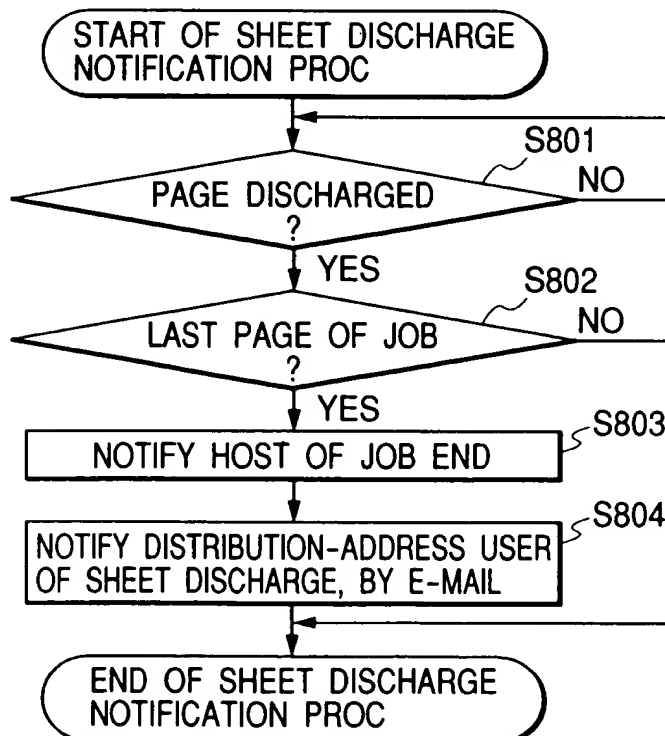 START OF SHEET DISCHARGE
NOTIFICATION PROC
S801
PAGE DISCHARGED
?
NO
YES
S802
LAST PAGE OF JOB
?
NO
YES
S803
NOTIFY HOST OF JOB END
S804
NOTIFY DISTRIBUTION-ADDRESS USER
OF SHEET DISCHARGE, BY E-MAIL
END OF SHEET DISCHARGE
NOTIFICATION PROC